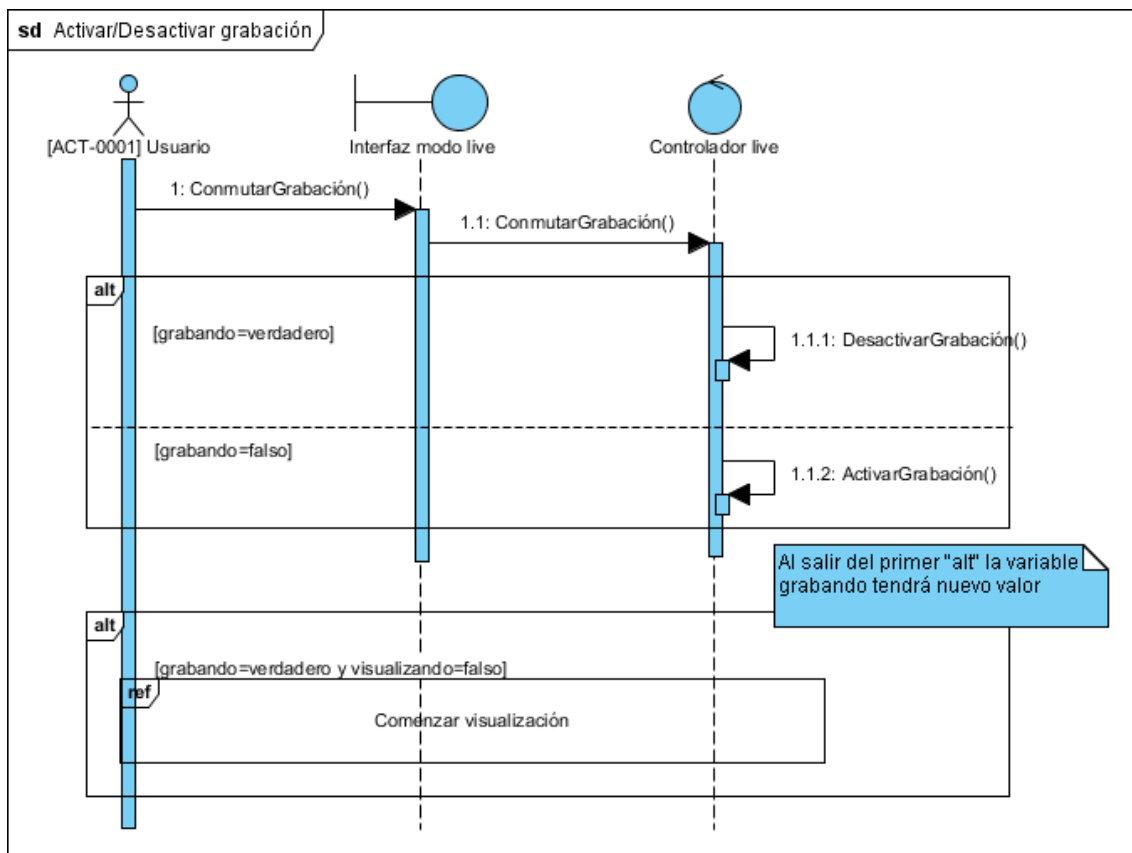 sd Activar/Desactivar grabación
[ACT-0001] Usuario
Interfaz modo live
Controlador live
1: ConmutarGrabación()
1.1: ConmutarGrabación()
alt
[grabando=verdadero]
1.1.1: DesactivarGrabación()
[grabando=falso]
1.1.2: ActivarGrabación()
Al salir del primer "alt" la variable
grabando tendrá nuevo valor
alt
[grabando=verdadero y visualizando=falso]
ref
Comenzar visualización